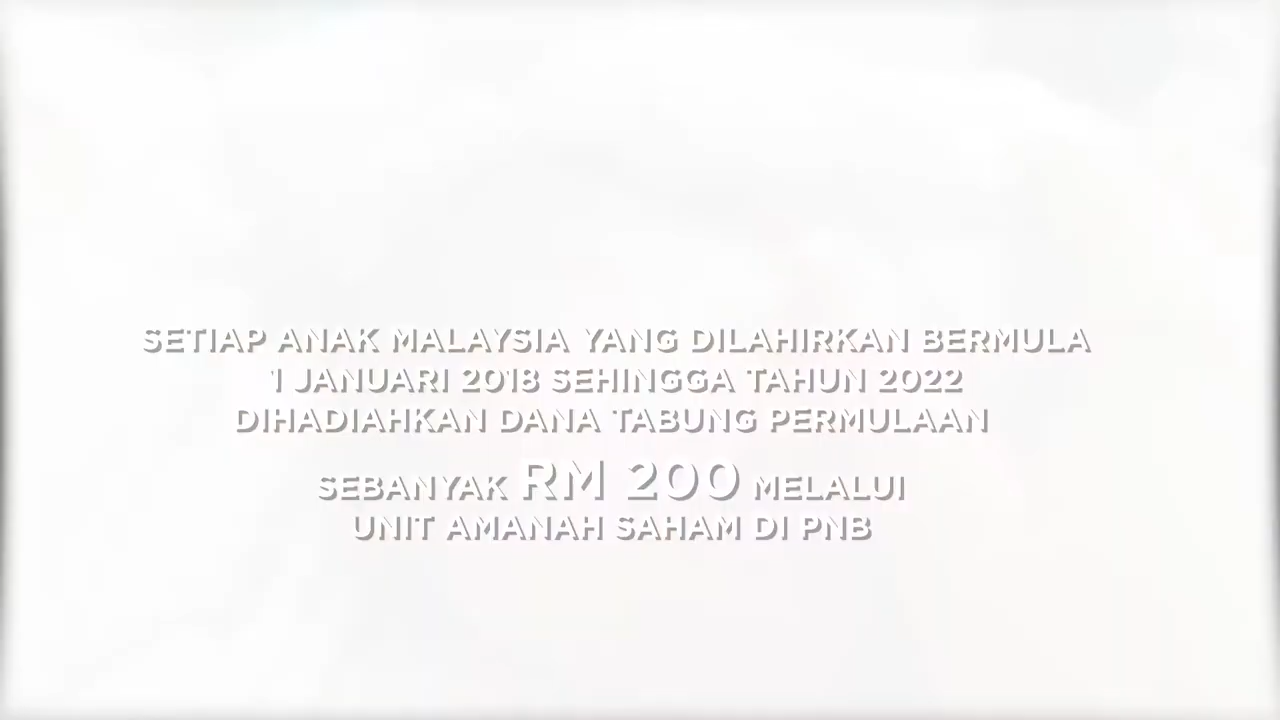 SETIAP ANAK MALAYSIA YANG DILAHIRKAN BERMULA
1 JANUARI 2018 SEHINGGA TAHUN 2022
DIHADIAHKAN DANA TABUNG PERMULAAN
SEBANYAK RM 200 MELALUI
UNIT AMANAH SAHAM DI PNB